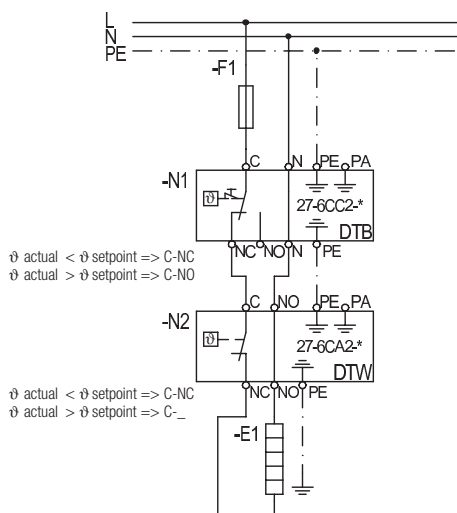 L
N
PE
-F1
C N PE PA
-N1
ϑ
27-6CC2-*
DTB
NC NO N PE
ϑ actual < ϑ setpoint => C-NC
ϑ actual > ϑ setpoint => C-NO
C NO PE PA
-N2
ϑ
27-6CA2-*
DTW
NC NO PE
ϑ actual < ϑ setpoint => C-NC
ϑ actual > ϑ setpoint => C-_
-E1